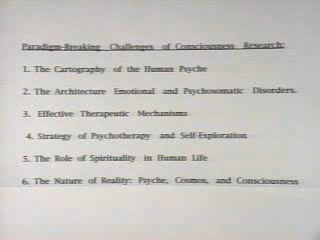 Paradigm-Breaking Challenges of Consciousness Research:
1. The Cartography of the Human Psyche
2. The Architecture Emotional and Psychosomatic Disorders.
3. Effective Therapeutic Mechanisms
4. Strategy of Psychotherapy and Self-Exploration
5. The Role of Spirituality in Human Life
6. The Nature of Reality: Psyche, Cosmos, and Consciousness